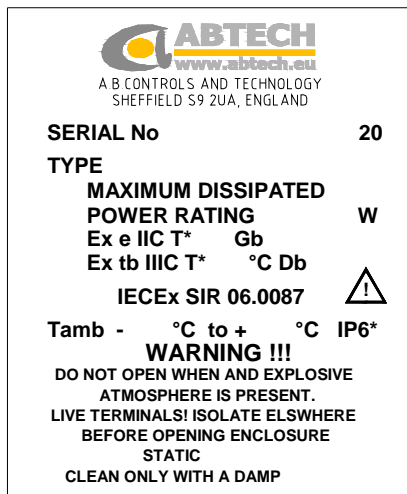 ABTECH
www.abtech.eu
A.B.CONTROLS AND TECHNOLOGY
SHEFFIELD S9 2UA, ENGLAND
SERIAL No 20
TYPE
MAXIMUM DISSIPATED
POWER RATING W
Ex e IIC T* Gb
Ex tb IIIC T* °C Db
IECEx SIR 06.0087 !
Tamb - °C to + °C IP6*
WARNING !!!
DO NOT OPEN WHEN AND EXPLOSIVE
ATMOSPHERE IS PRESENT.
LIVE TERMINALS! ISOLATE ELSWHERE
BEFORE OPENING ENCLOSURE
STATIC
CLEAN ONLY WITH A DAMP